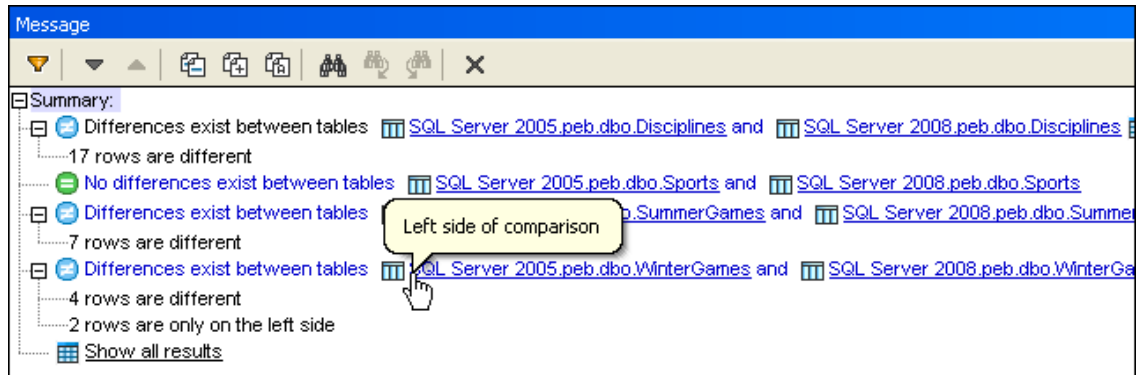 Message
Summary:
Differences exist between tables SQL Server 2005.peb.dbo.Disciplines and SQL Server 2008.peb.dbo.Disciplines
17 rows are different
No differences exist between tables SQL Server 2005.peb.dbo.Sports and SQL Server 2008.peb.dbo.Sports
Differences exist between tables o.SummerGames and SQL Server 2008.peb.dbo.Summer
Left side of comparison
7 rows are different
Differences exist between tables SQL Server 2005.peb.dbo.WinterGames and SQL Server 2008.peb.dbo.WinterGa
4 rows are different
2 rows are only on the left side
Show all results